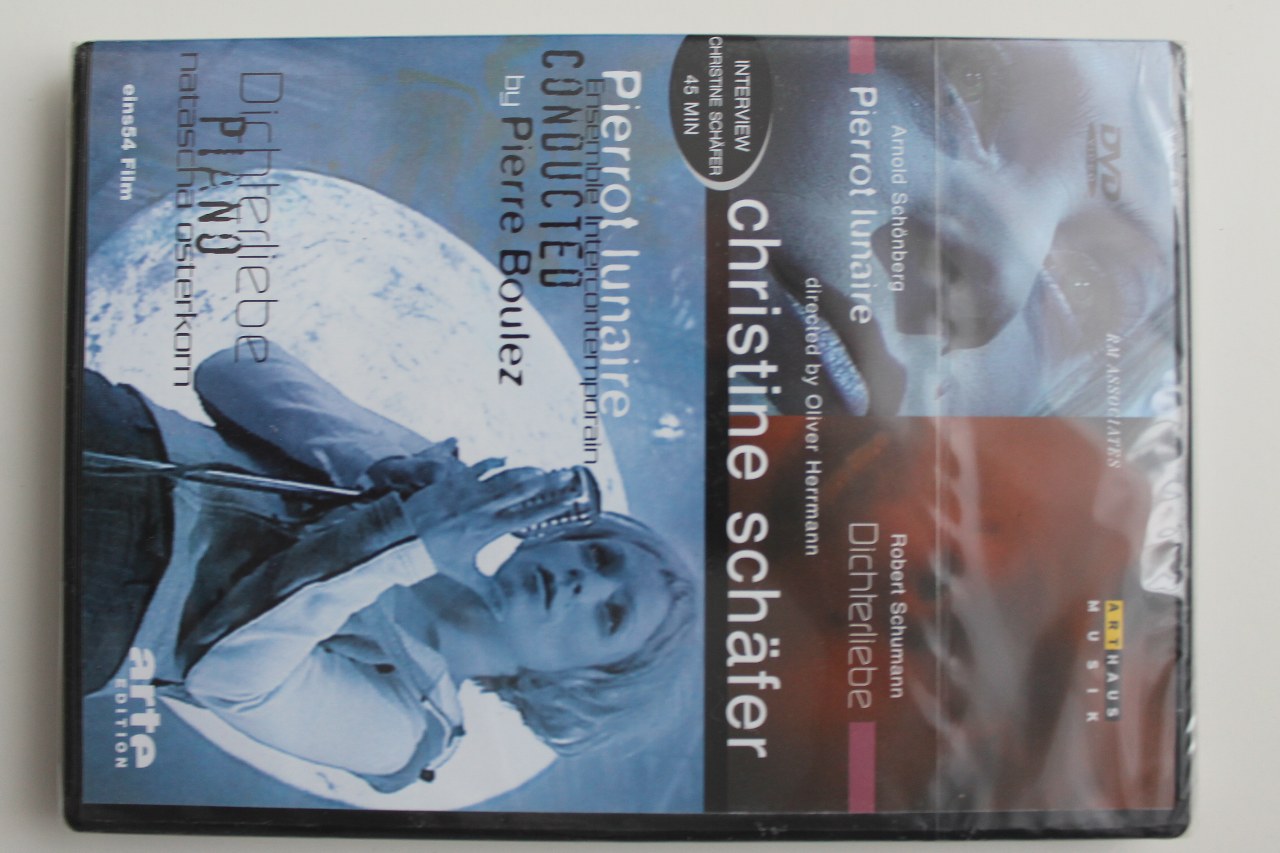 DVD
VIDEO
RM ASSOCIATES
ARTHAUS
MUSIK
Arnold Schönberg
Pierrot lunaire
Robert Schumann
Dichterliebe
directed by Oliver Herrmann
christine schäfer
INTERVIEW
CHRISTINE SCHÄFER
45 MIN
Pierrot lunaire
Ensemble Intercontemporain
CONDUCTED
by Pierre Boulez
Dichterliebe
PIANO
natascha osterkorn
eins54 Film
arte
EDITION